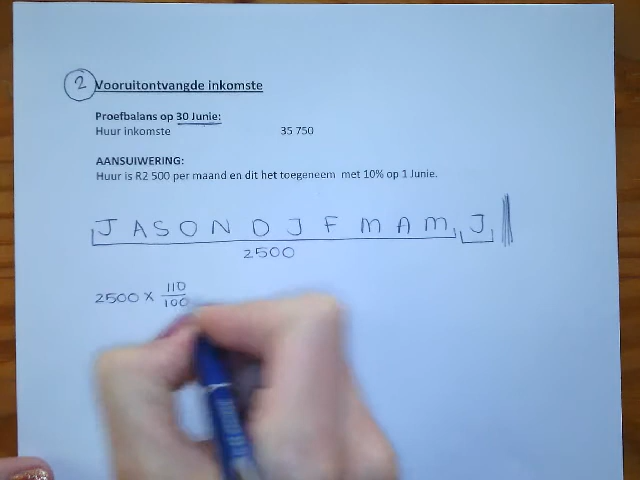 2 Vooruitontvangde inkomste
Proefbalans op 30 Junie:
Huur inkomste 35 750
AANSUIWERING:
Huur is R2 500 per maand en dit het toegeneem met 10% op 1 Junie.
J A S O N D J F M A M J
2500
2500 × 110/100